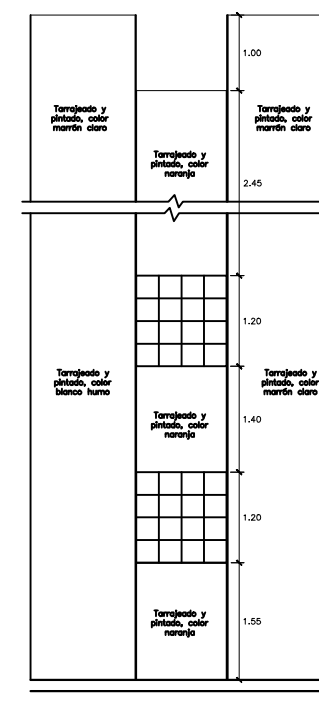 1.00
Tarrajeado y
pintado, color
marrón claro
Tarrajeado y
pintado, color
marrón claro
Tarrajeado y
pintado, color
naranja
2.45
1.20
Tarrajeado y
pintado, color
blanco humo
Tarrajeado y
pintado, color
marrón claro
Tarrajeado y
pintado, color
naranja
1.40
1.20
Tarrajeado y
pintado, color
naranja
1.55